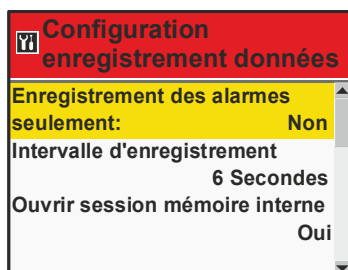 Configuration
enregistrement données
Enregistrement des alarmes
seulement: Non
Intervalle d'enregistrement
6 Secondes
Ouvrir session mémoire interne
Oui